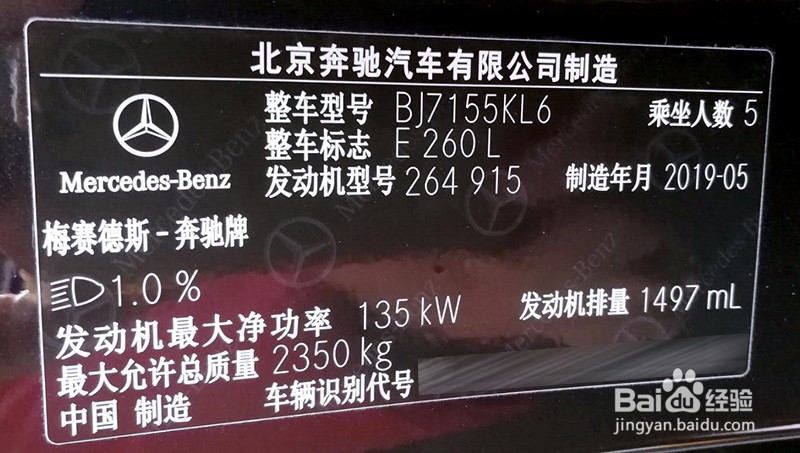 北京奔驰汽车有限公司制造
整车型号 BJ7155KL6 乘坐人数 5
整车标志 E 260 L
发动机型号 264 915 制造年月 2019-05
Mercedes-Benz
梅赛德斯-奔驰牌
1.0 %
发动机最大净功率 135 kW 发动机排量 1497 mL
最大允许总质量 2350 kg
中国 制造 车辆识别代号
Baidu 经验
jingyan.baidu.com